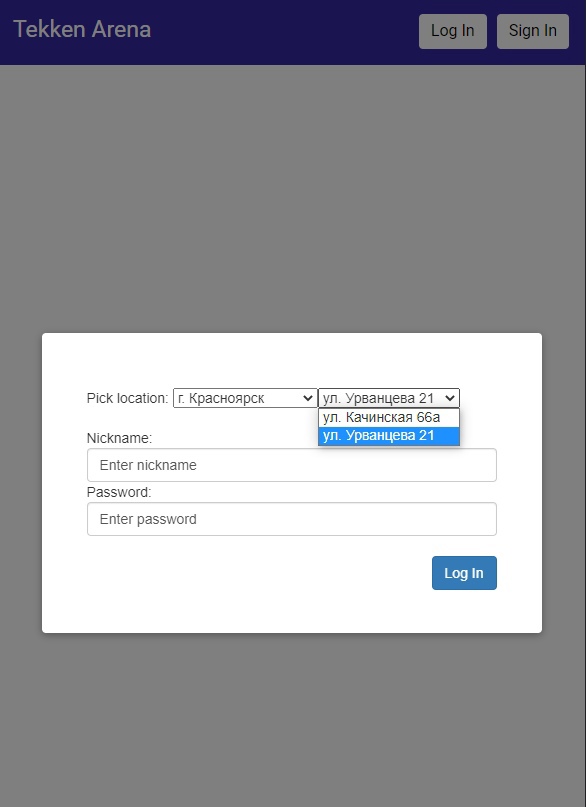 Tekken Arena Log In Sign In
Pick location: г. Красноярск ул. Урванцева 21
ул. Качинская 66а
ул. Урванцева 21
Nickname:
Enter nickname
Password:
Enter password
Log In